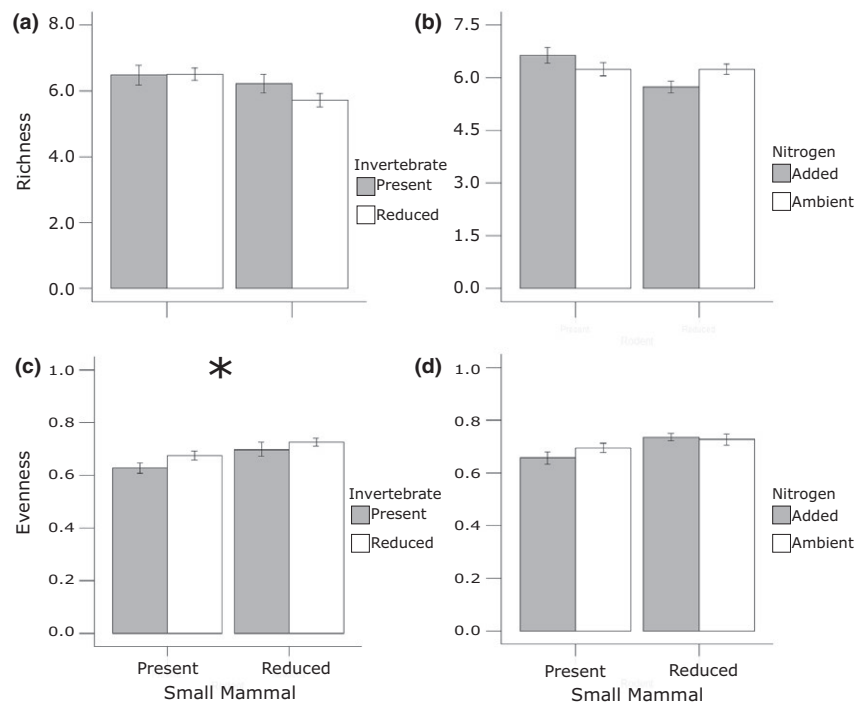 (a)
8.0
6.0
4.0
2.0
0.0
Richness
Invertebrate
Present
Reduced
(b)
7.5
6.0
4.5
3.0
1.5
0.0
Nitrogen
Added
Ambient
Present
Reduced
(c)
*
1.0
0.8
0.6
0.4
0.2
0.0
Evenness
Invertebrate
Present
Reduced
Present
Reduced
Small Mammal
(d)
1.0
0.8
0.6
0.4
0.2
0.0
Nitrogen
Added
Ambient
Present
Reduced
Small Mammal